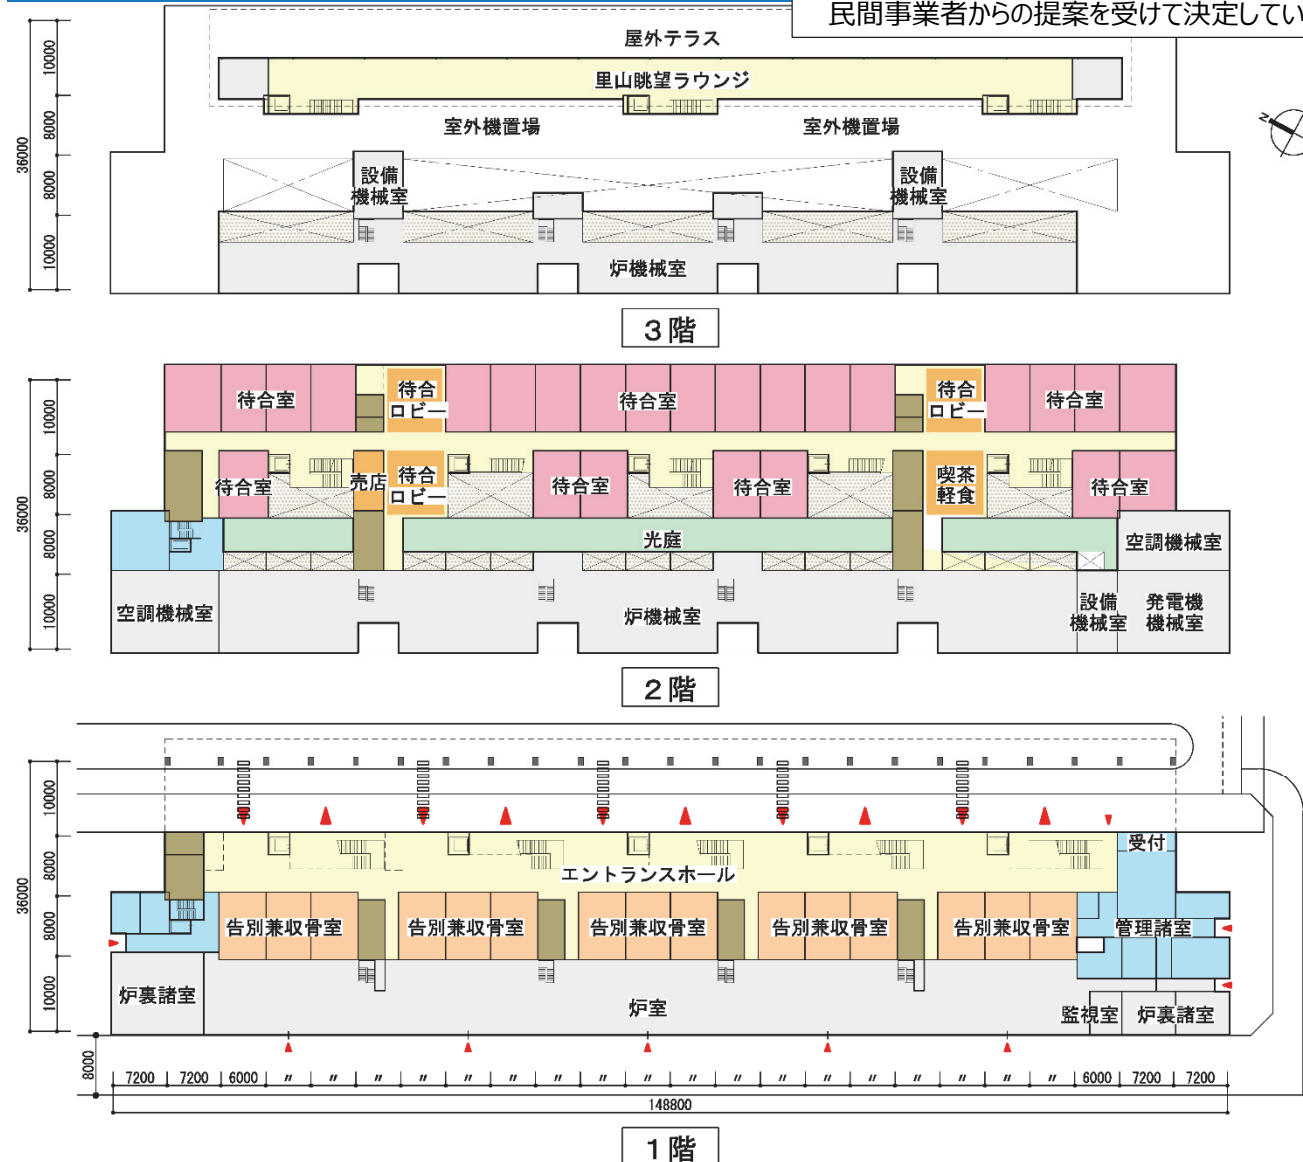 民間事業者からの提案を受けて決定してい
屋外テラス
里山眺望ラウンジ
室外機置場
室外機置場
N
設備
機械室
設備
機械室
炉機械室
10000
8000
8000
10000
36000
3階
待合室
待合
ロビー
待合室
待合
ロビー
待合室
待合室
売店
待合
ロビー
待合室
待合室
喫茶
軽食
待合室
光庭
空調機械室
空調機械室
炉機械室
設備
機械室
発電機
機械室
10000
8000
8000
10000
36000
2階
受付
エントランスホール
告別兼収骨室
告別兼収骨室
告別兼収骨室
告別兼収骨室
告別兼収骨室
管理諸室
炉裏諸室
炉室
監視室
炉裏諸室
10000
8000
8000
10000
36000
8000
7200 7200 6000 〃 〃 〃 〃 〃 〃 〃 〃 〃 〃 〃 〃 〃 〃 〃 〃 〃 〃 6000 7200 7200
148800
1階